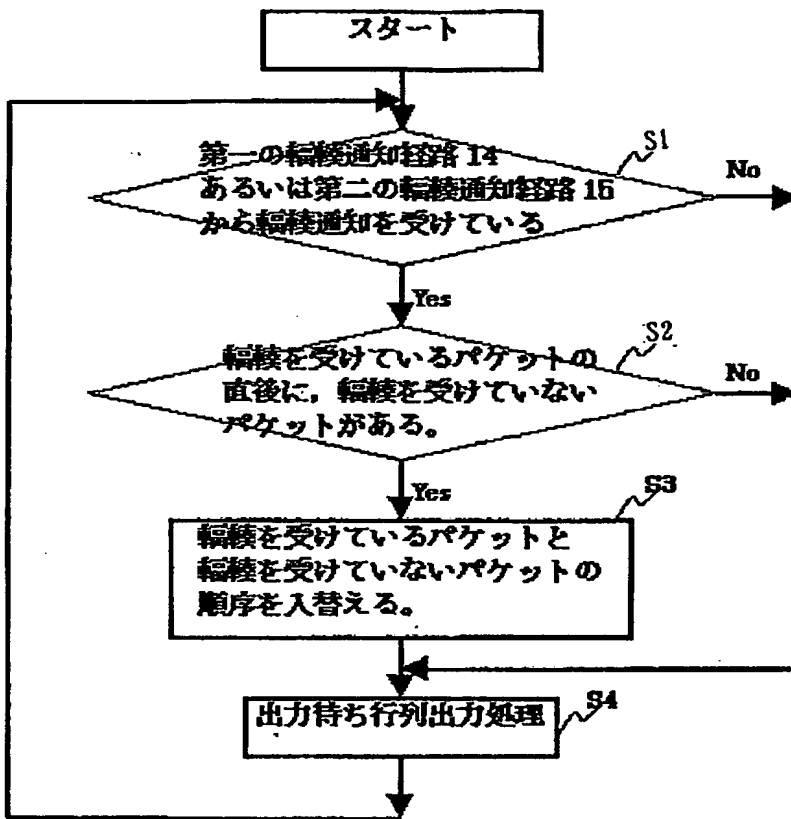 スタート
S1
第一の輻輳通知経路14
あるいは第二の輻輳通知経路15
から輻輳通知を受けている
No
Yes
S2
輻輳を受けているパケットの
直後に，輻輳を受けていない
パケットがある。
No
Yes
S3
輻輳を受けているパケットと
輻輳を受けていないパケットの
順序を入替える。
出力待ち行列出力処理
S4